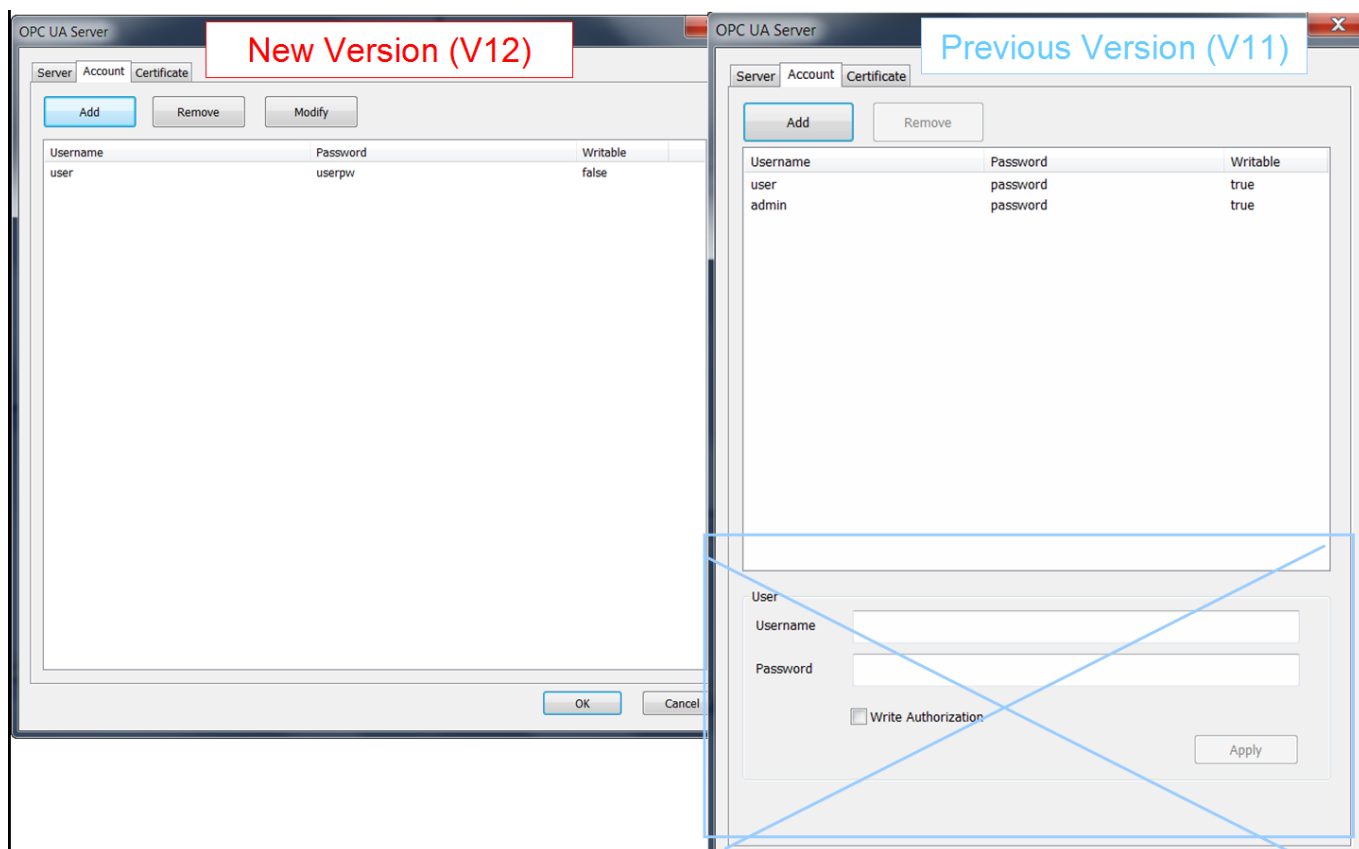 OPC UA Server
New Version (V12)
Server Account Certificate
Add Remove Modify
Username Password Writable
user userpw false
OK Cancel
OPC UA Server
Previous Version (V11)
X
Server Account Certificate
Add Remove
Username Password Writable
user password true
admin password true
User
Username
Password
Write Authorization
Apply